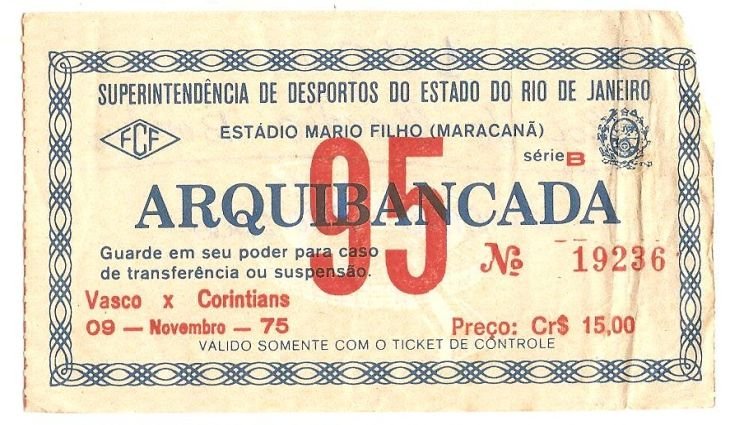 SUPERINTENDÊNCIA DE DESPORTOS DO ESTADO DO RIO DE JANEIRO
FCF
ESTÁDIO MARIO FILHO (MARACANÃ)
série B
95
ARQUIBANCADA
Guarde em seu poder para caso
de transferência ou suspensão.
Nº 19236
Vasco x Corintians
09 — Novembro — 75
Preço: Cr$ 15,00
VALIDO SOMENTE COM O TICKET DE CÔNTROLE